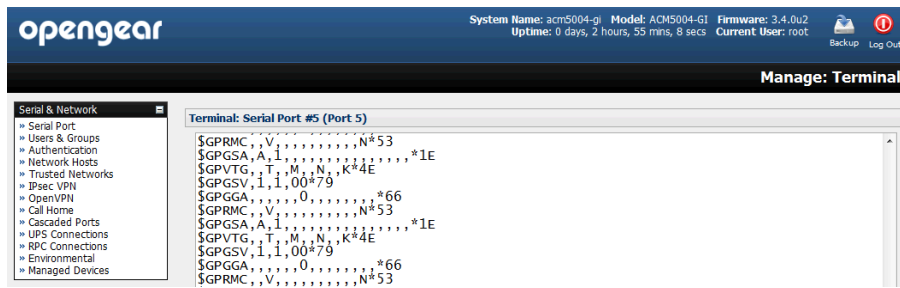 opengear
System Name: acm5004-gi Model: ACM5004-GI Firmware: 3.4.0u2
Uptime: 0 days, 2 hours, 55 mins, 8 secs Current User: root
Backup
Log Out
Manage: Terminal
Serial & Network
» Serial Port
» Users & Groups
» Authentication
» Network Hosts
» Trusted Networks
» IPsec VPN
» OpenVPN
» Call Home
» Cascaded Ports
» UPS Connections
» RPC Connections
» Environmental
» Managed Devices
Terminal: Serial Port #5 (Port 5)
$GPRMC,,V,,,,,,,,,,N*53
$GPGSA,A,1,,,,,,,,,,,,,,,*1E
$GPVTG,,T,,M,,N,,K*4E
$GPGSV,1,1,00*79
$GPGGA,,,,,,0,,,,,,,,*66
$GPRMC,,V,,,,,,,,,,N*53
$GPGSA,A,1,,,,,,,,,,,,,,,*1E
$GPVTG,,T,,M,,N,,K*4E
$GPGSV,1,1,00*79
$GPGGA,,,,,,0,,,,,,,,*66
$GPRMC,,V,,,,,,,,,,N*53